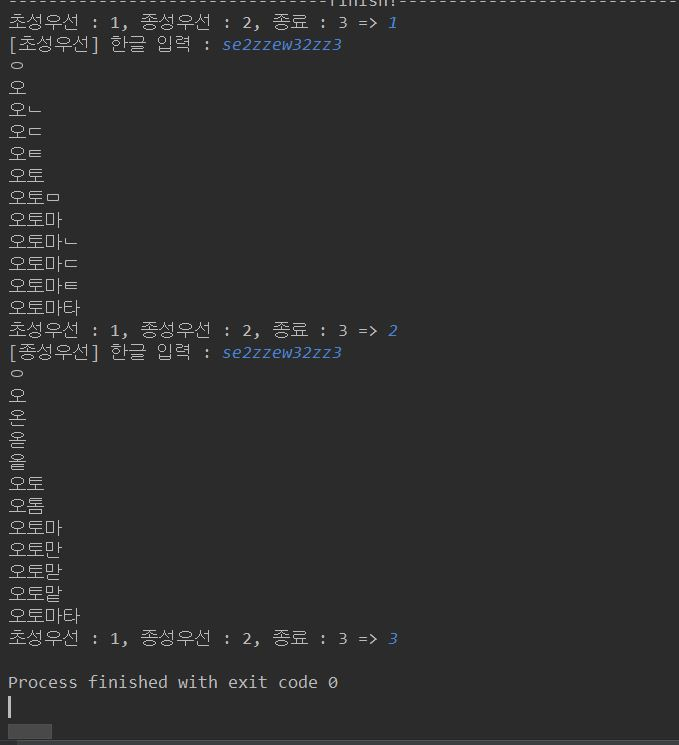 --------------------------------finish!----------------------------
초성우선 : 1, 종성우선 : 2, 종료 : 3 => 1
[초성우선] 한글 입력 : se2zzew32zz3
ㅇ
오
오ㄴ
오ㄷ
오ㅌ
오토
오토ㅁ
오토마
오토마ㄴ
오토마ㄷ
오토마ㅌ
오토마타
초성우선 : 1, 종성우선 : 2, 종료 : 3 => 2
[종성우선] 한글 입력 : se2zzew32zz3
ㅇ
오
온
옫
옽
오토
오톰
오토마
오토만
오토맏
오토맡
오토마타
초성우선 : 1, 종성우선 : 2, 종료 : 3 => 3
Process finished with exit code 0